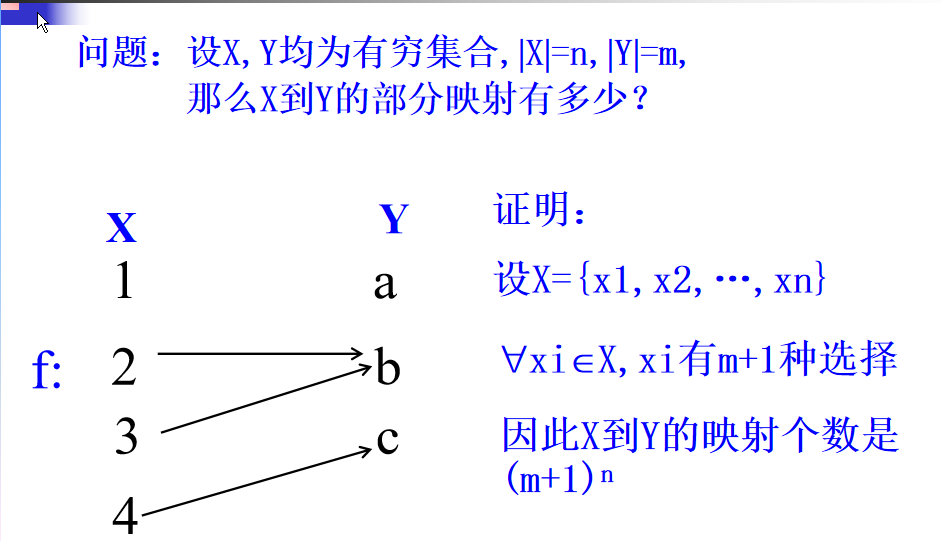 问题：设X,Y均为有穷集合,|X|=n,|Y|=m,
那么X到Y的部分映射有多少？
证明：
X Y
1 a
设X={x1,x2,…,xn}
f: 2 b
∀xi∈X,xi有m+1种选择
3 c
因此X到Y的映射个数是
(m+1)ⁿ
4